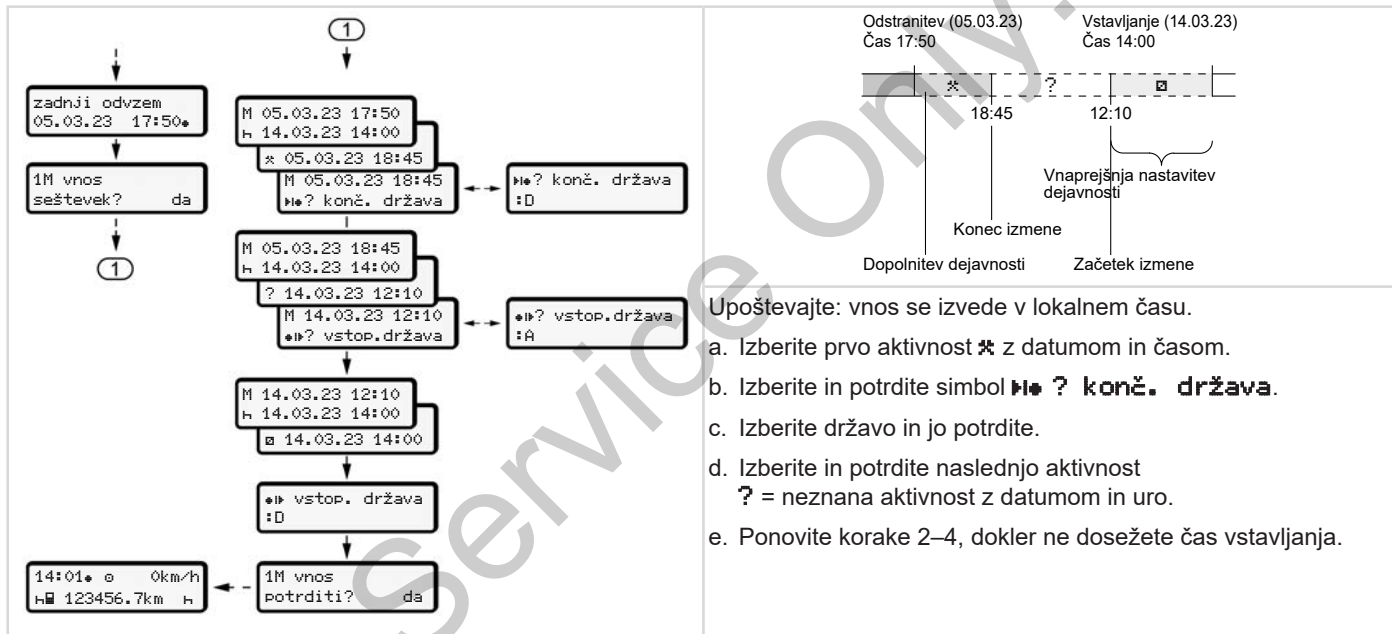 1
zadnji odvzem
05.03.23 17:50•
1M vnos
seštevek? da
1
M 05.03.23 17:50
14.03.23 14:00
05.03.23 18:45
M 05.03.23 18:45
? konč. država
? konč. država
:D
M 05.03.23 18:45
14.03.23 14:00
? 14.03.23 12:10
M 14.03.23 12:10
? vstop.država
? vstop.država
:A
M 14.03.23 12:10
14.03.23 14:00
14.03.23 14:00
vstop. država
:D
1M vnos
potrditi? da
14:01• 0km/h
123456.7km
Odstranitev (05.03.23)
Čas 17:50
Vstavljanje (14.03.23)
Čas 14:00
?
18:45
12:10
Vnaprejšnja nastavitev
dejavnosti
Konec izmene
Dopolnitev dejavnosti
Začetek izmene
Upoštevajte: vnos se izvede v lokalnem času.
a. Izberite prvo aktivnost z datumom in časom.
b. Izberite in potrdite simbol ? konč. država.
c. Izberite državo in jo potrdite.
d. Izberite in potrdite naslednjo aktivnost
? = neznana aktivnost z datumom in uro.
e. Ponovite korake 2–4, dokler ne dosežete čas vstavljanja.
Service Only.